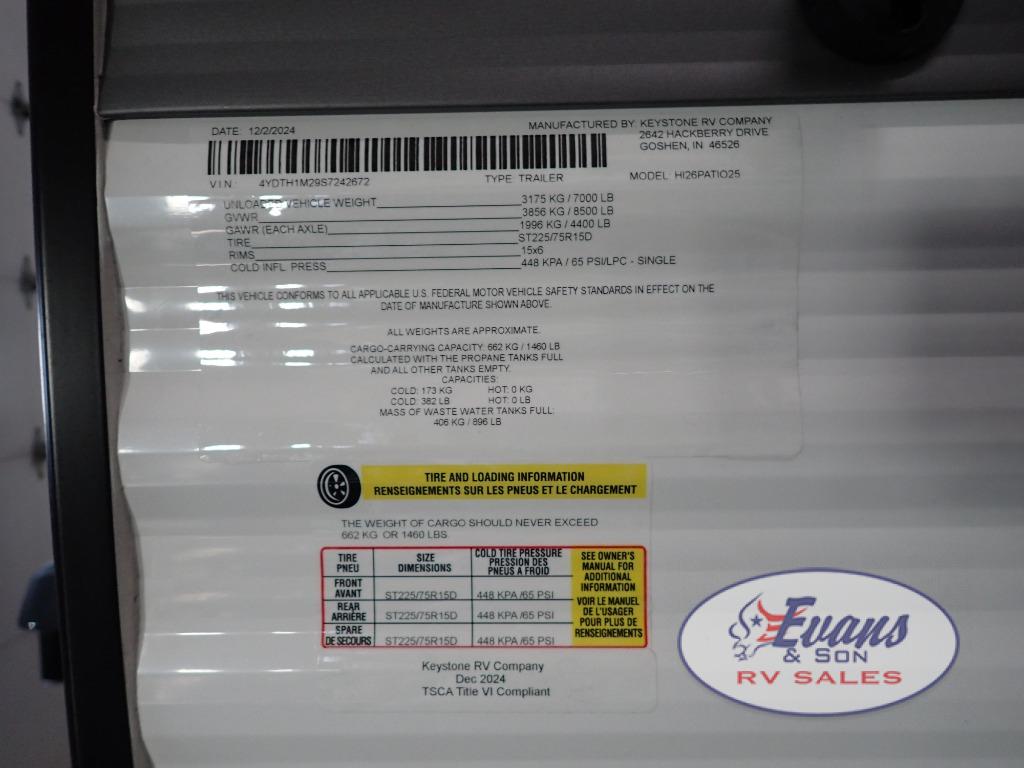 DATE: 12/2/2024
MANUFACTURED BY: KEYSTONE RV COMPANY
2642 HACKBERRY DRIVE
GOSHEN, IN 46526
V.I.N.: 4YDTH1M29S7242672 TYPE: TRAILER MODEL: HI26PATIO25
UNLOADED VEHICLE WEIGHT 3175 KG / 7000 LB
GVWR 3856 KG / 8500 LB
GAWR (EACH AXLE) 1996 KG / 4400 LB
TIRE ST225/75R15D
RIMS 15x6
COLD INFL. PRESS 448 KPA / 65 PSI/LPC - SINGLE
THIS VEHICLE CONFORMS TO ALL APPLICABLE U.S. FEDERAL MOTOR VEHICLE SAFETY STANDARDS IN EFFECT ON THE
DATE OF MANUFACTURE SHOWN ABOVE.
ALL WEIGHTS ARE APPROXIMATE.
CARGO-CARRYING CAPACITY: 662 KG / 1460 LB
CALCULATED WITH THE PROPANE TANKS FULL
AND ALL OTHER TANKS EMPTY.
CAPACITIES:
COLD: 173 KG HOT: 0 KG
COLD: 382 LB HOT: 0 LB
MASS OF WASTE WATER TANKS FULL:
406 KG / 896 LB
TIRE AND LOADING INFORMATION
RENSEIGNEMENTS SUR LES PNEUS ET LE CHARGEMENT
THE WEIGHT OF CARGO SHOULD NEVER EXCEED
662 KG OR 1460 LBS.
TIRE
PNEU
SIZE
DIMENSIONS
COLD TIRE PRESSURE
PRESSION DES
PNEUS A FROID
FRONT
AVANT
ST225/75R15D 448 KPA /65 PSI
REAR
ARRIÈRE
ST225/75R15D 448 KPA /65 PSI
SPARE
DE SECOURS
ST225/75R15D 448 KPA /65 PSI
SEE OWNER'S
MANUAL FOR
ADDITIONAL
INFORMATION
VOIR LE MANUEL
DE L'USAGER
POUR PLUS DE
RENSEIGNEMENTS
Keystone RV Company
Dec 2024
TSCA Title VI Compliant
Evans
& SON
RV SALES